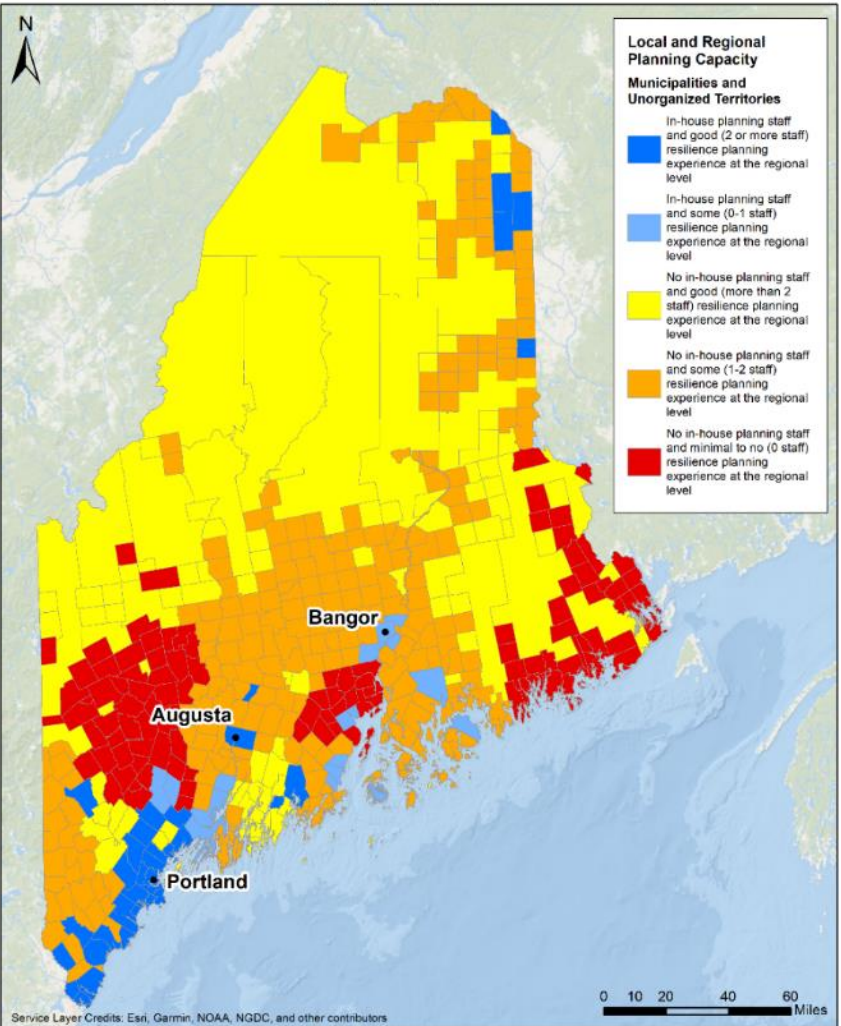 N
Local and Regional
Planning Capacity
Municipalities and
Unorganized Territories
In-house planning staff
and good (2 or more staff)
resilience planning
experience at the regional
level
In-house planning staff
and some (0-1 staff)
resilience planning
experience at the regional
level
No in-house planning staff
and good (more than 2
staff) resilience planning
experience at the regional
level
No in-house planning staff
and some (1-2 staff)
resilience planning
experience at the regional
level
No in-house planning staff
and minimal to no (0 staff)
resilience planning
experience at the regional
level
Bangor
Augusta
Portland
0 10 20 40 60
Miles
Service Layer Credits: Esri, Garmin, NOAA, NGDC, and other contributors